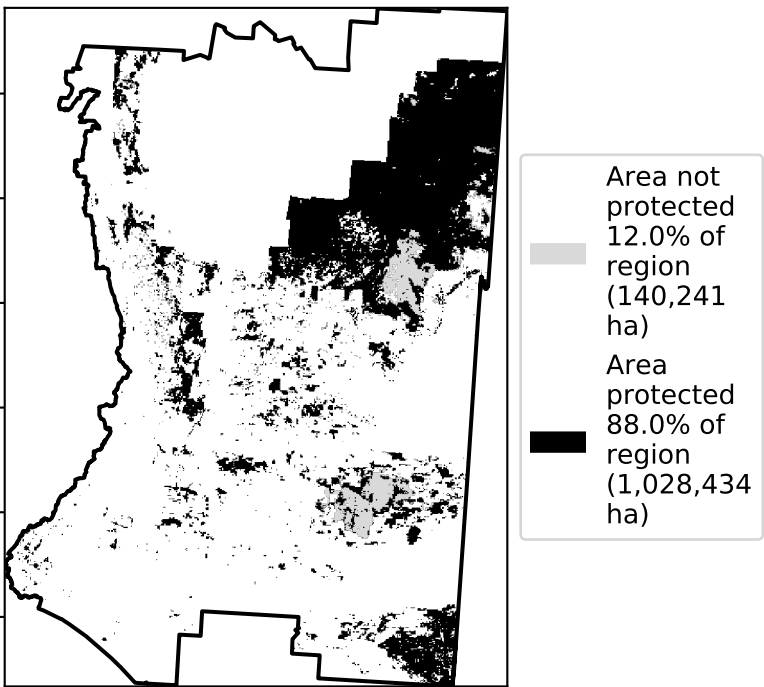 Area not
protected
12.0% of
region
(140,241
ha)
Area
protected
88.0% of
region
(1,028,434
ha)